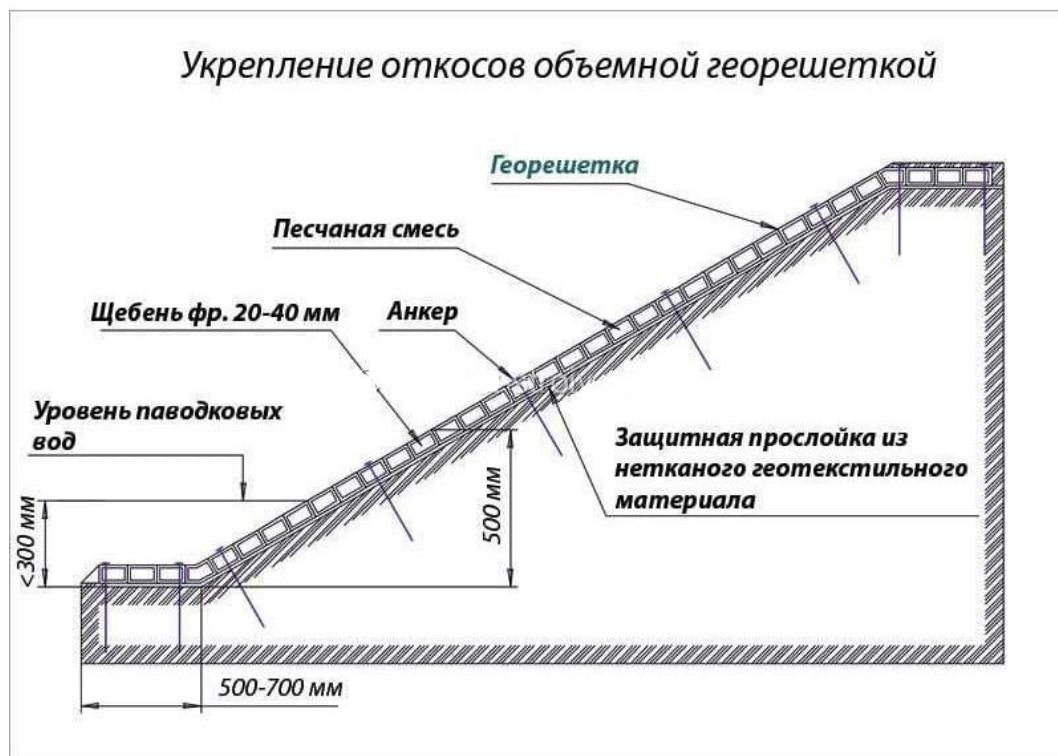 Укрепление откосов объемной георешеткой
Георешетка
Песчаная смесь
Щебень фр. 20-40 мм
Анкер
Уровень паводковых
вод
Защитная прослойка из
нетканого геотекстильного
материала
<300 мм
500 мм
500-700 мм